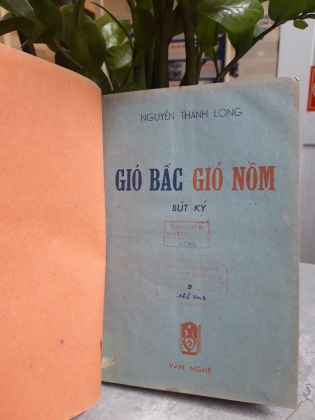 NGUYỄN THÀNH LONG
GIÓ BẤC GIÓ NỒM
BÚT KÝ
VĂN NGHỆ